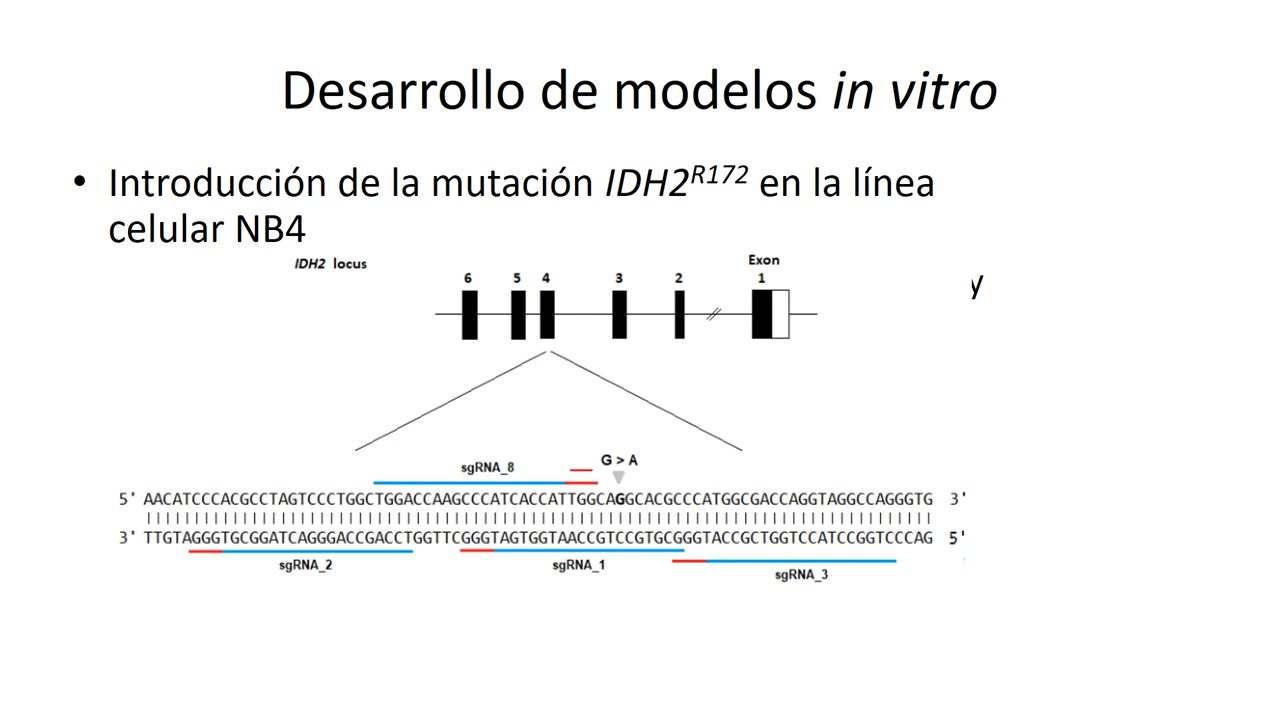 Desarrollo de modelos in vitro
• Introducción de la mutación IDH2R172 en la línea
celular NB4
IDH2 locus
Exon
6 5 4 3 2 1
y
G > A
sgRNA_8
5' AACATCCCACGCCTAGTCCCTGGCTGGACCAAGCCCATCACCATTGGCAGGCACGCCCATGGCGACCAGGTAGGCCAGGGTG 3'
3' TTGTAGGGTGCGGATCAGGGACCGACCTGGTTCGGGTAGTGGTAACCGTCCGTGCGGGTACCGCTGGTCCATCCGGTCCCAG 5'
sgRNA_2 sgRNA_1 sgRNA_3